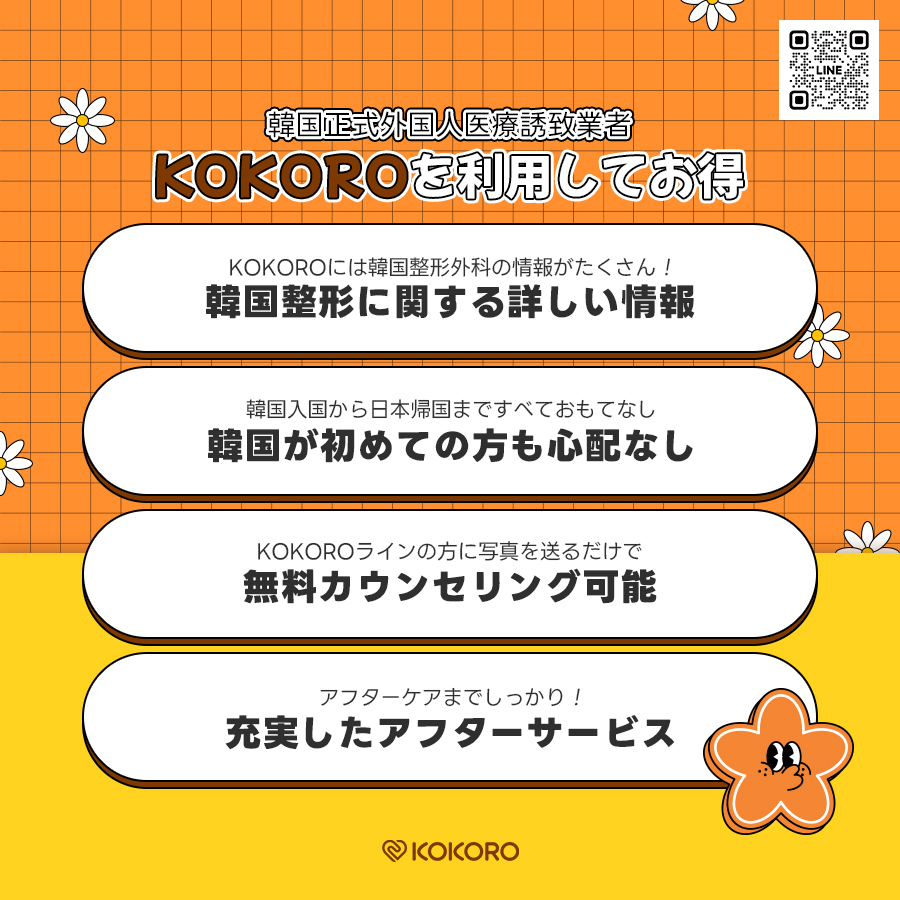 LINE
韓国正式外国人医療誘致業者
KOKOROを利用してお得
KOKOROには韓国整形外科の情報がたくさん！
韓国整形に関する詳しい情報
韓国入国から日本帰国まですべておもてなし
韓国が初めての方も心配なし
KOKOROラインの方に写真を送るだけで
無料カウンセリング可能
アフターケアまでしっかり！
充実したアフターサービス
KOKORO